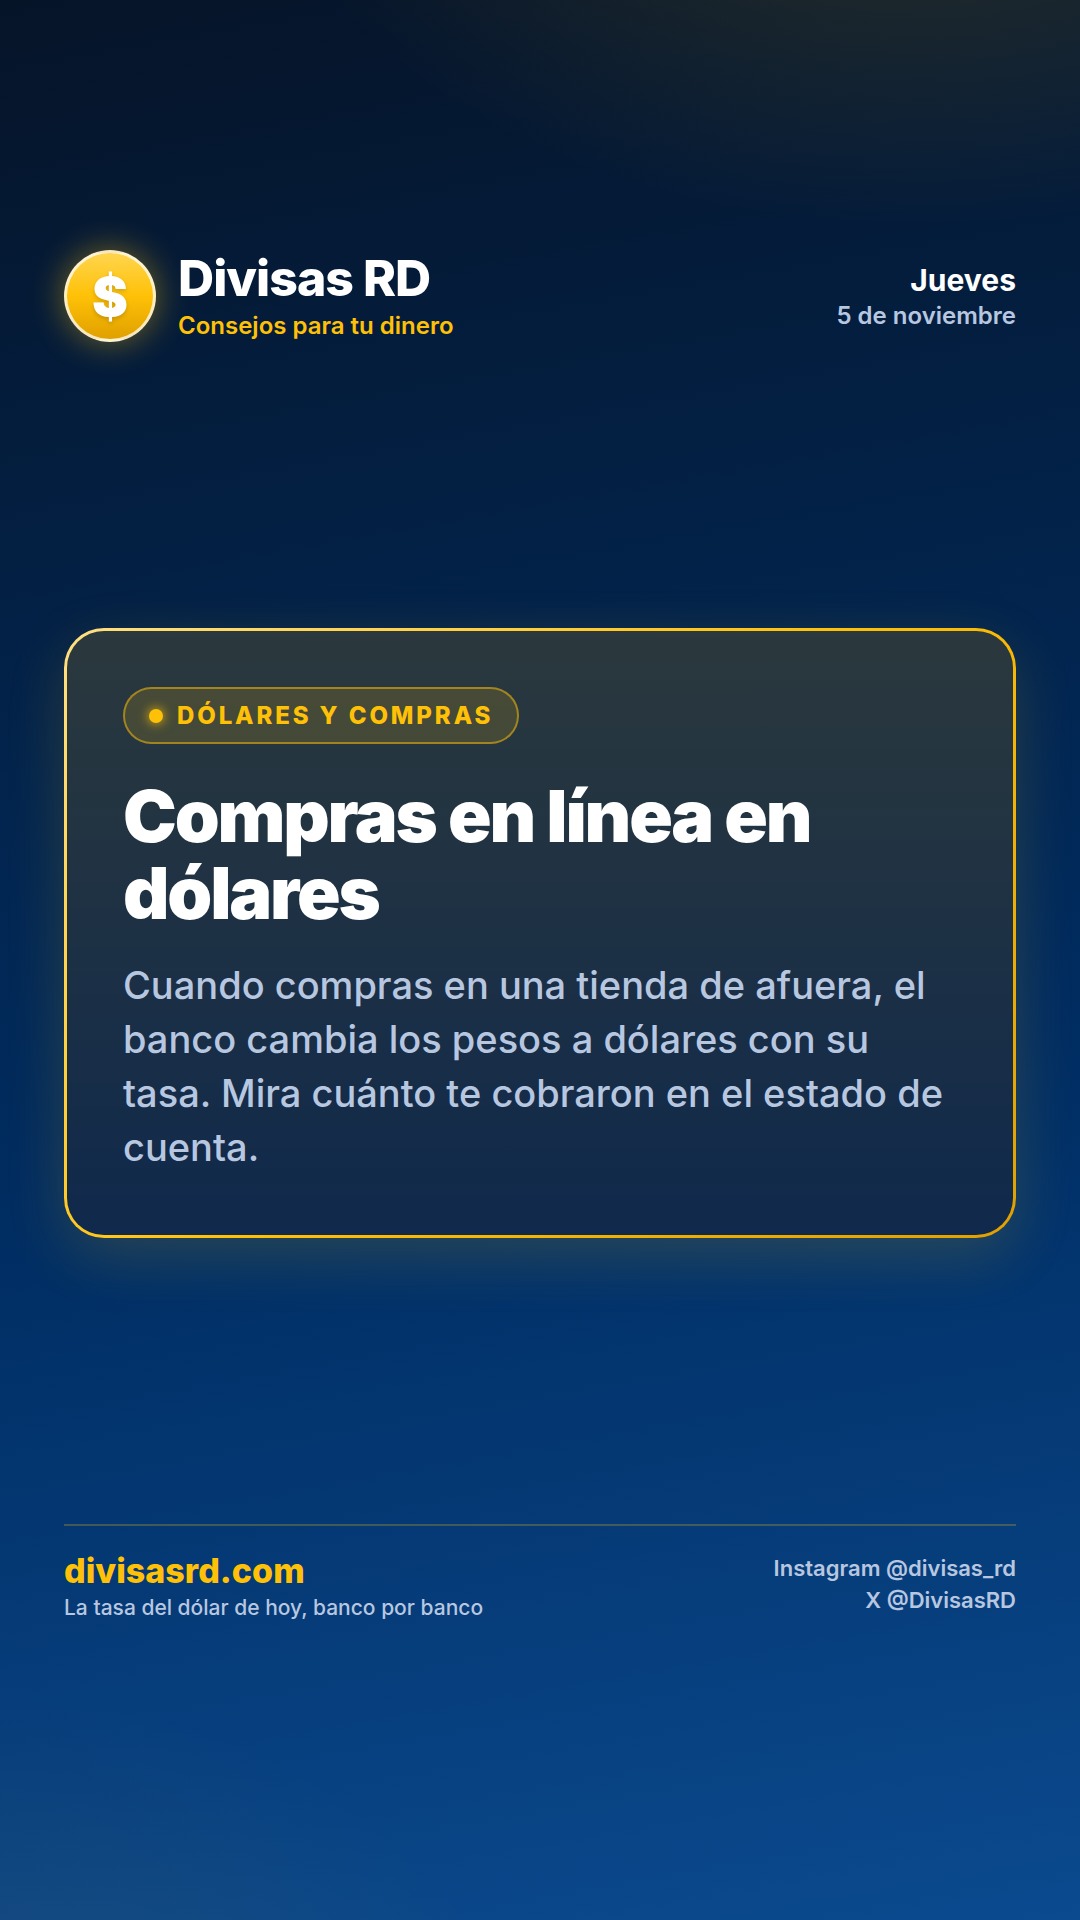 $
Divisas RD
Consejos para tu dinero
Jueves
5 de noviembre
DÓLARES Y COMPRAS
Compras en línea en
dólares
Cuando compras en una tienda de afuera, el
banco cambia los pesos a dólares con su
tasa. Mira cuánto te cobraron en el estado de
cuenta.
divisasrd.com
La tasa del dólar de hoy, banco por banco
Instagram @divisas_rd
X @DivisasRD